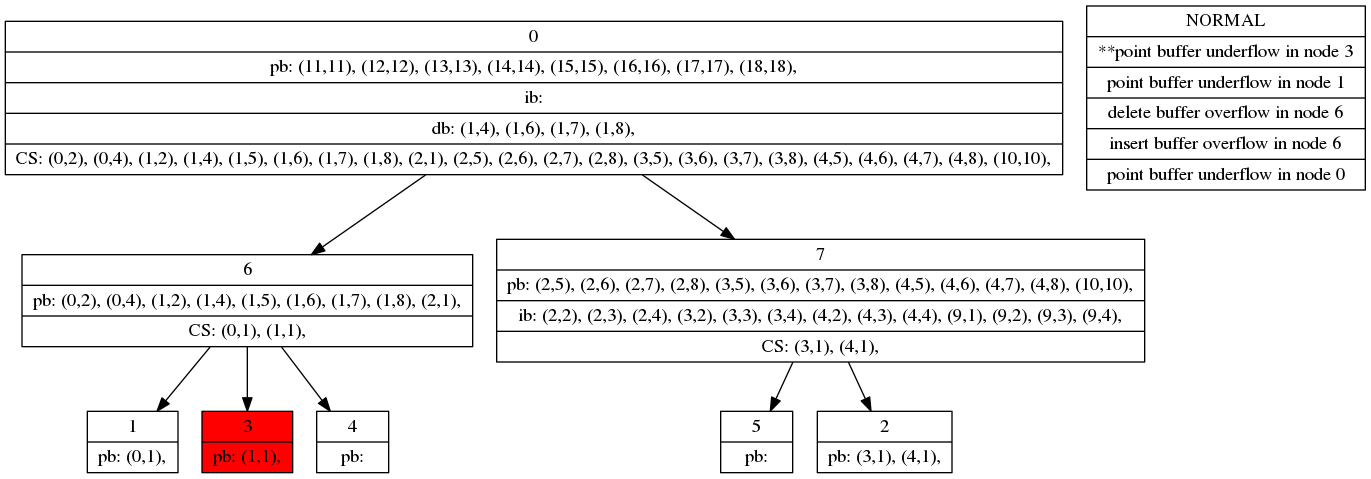 0
pb: (11,11), (12,12), (13,13), (14,14), (15,15), (16,16), (17,17), (18,18),
ib:
db: (1,4), (1,6), (1,7), (1,8),
CS: (0,2), (0,4), (1,2), (1,4), (1,5), (1,6), (1,7), (1,8), (2,1), (2,5), (2,6), (2,7), (2,8), (3,5), (3,6), (3,7), (3,8), (4,5), (4,6), (4,7), (4,8), (10,10),
NORMAL
**point buffer underflow in node 3
point buffer underflow in node 1
delete buffer overflow in node 6
insert buffer overflow in node 6
point buffer underflow in node 0
6
pb: (0,2), (0,4), (1,2), (1,4), (1,5), (1,6), (1,7), (1,8), (2,1),
CS: (0,1), (1,1),
7
pb: (2,5), (2,6), (2,7), (2,8), (3,5), (3,6), (3,7), (3,8), (4,5), (4,6), (4,7), (4,8), (10,10),
ib: (2,2), (2,3), (2,4), (3,2), (3,3), (3,4), (4,2), (4,3), (4,4), (9,1), (9,2), (9,3), (9,4),
CS: (3,1), (4,1),
1
pb: (0,1),
3
pb: (1,1),
4
pb:
5
pb:
2
pb: (3,1), (4,1),